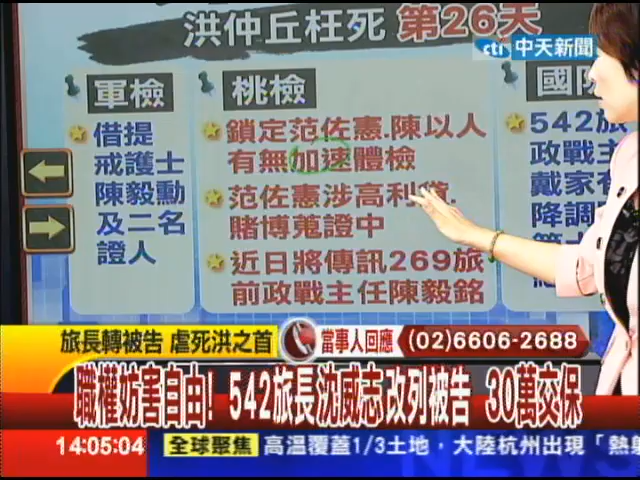 洪仲丘枉死 第26天
cti 中天新聞
軍檢
借提
戒護士
陳毅勳
及二名
證人
桃檢
鎖定范佐憲.陳以人
有無加速體檢
范佐憲涉高利貸.
賭博蒐證中
近日將傳訊269旅
前政戰主任陳毅銘
國防
542旅
政戰主
戴家有
降調
旅長轉被告 虐死洪之首
當事人回應 (02)6606-2688
職權妨害自由! 542旅長沈威志改列被告 30萬交保
14:05:04 全球聚焦 高溫覆蓋1/3土地，大陸杭州出現「熱射